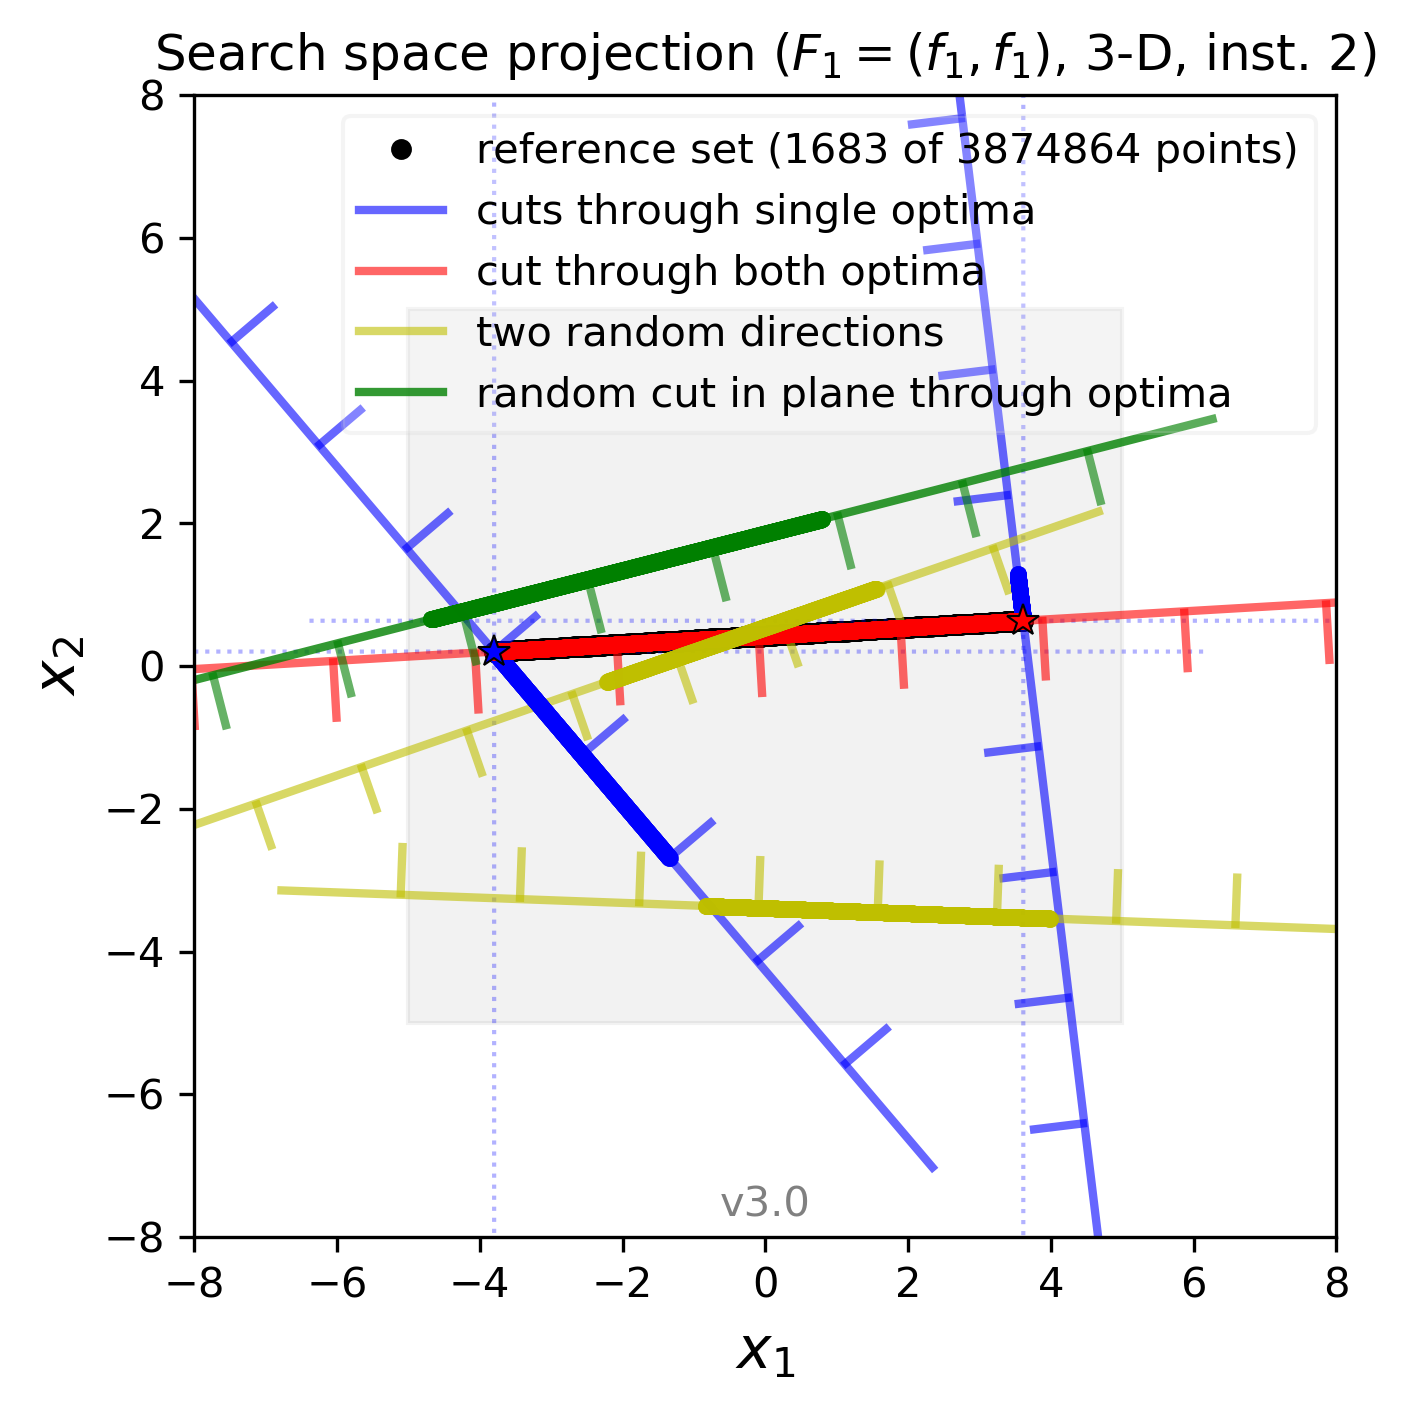 Search space projection (F₁ = (f₁, f₁), 3-D, inst. 2)
reference set (1683 of 3874864 points)
cuts through single optima
cut through both optima
two random directions
random cut in plane through optima
8
6
4
2
0
−2
−4
−6
−8
x₂
v3.0
−8 −6 −4 −2 0 2 4 6 8
x₁